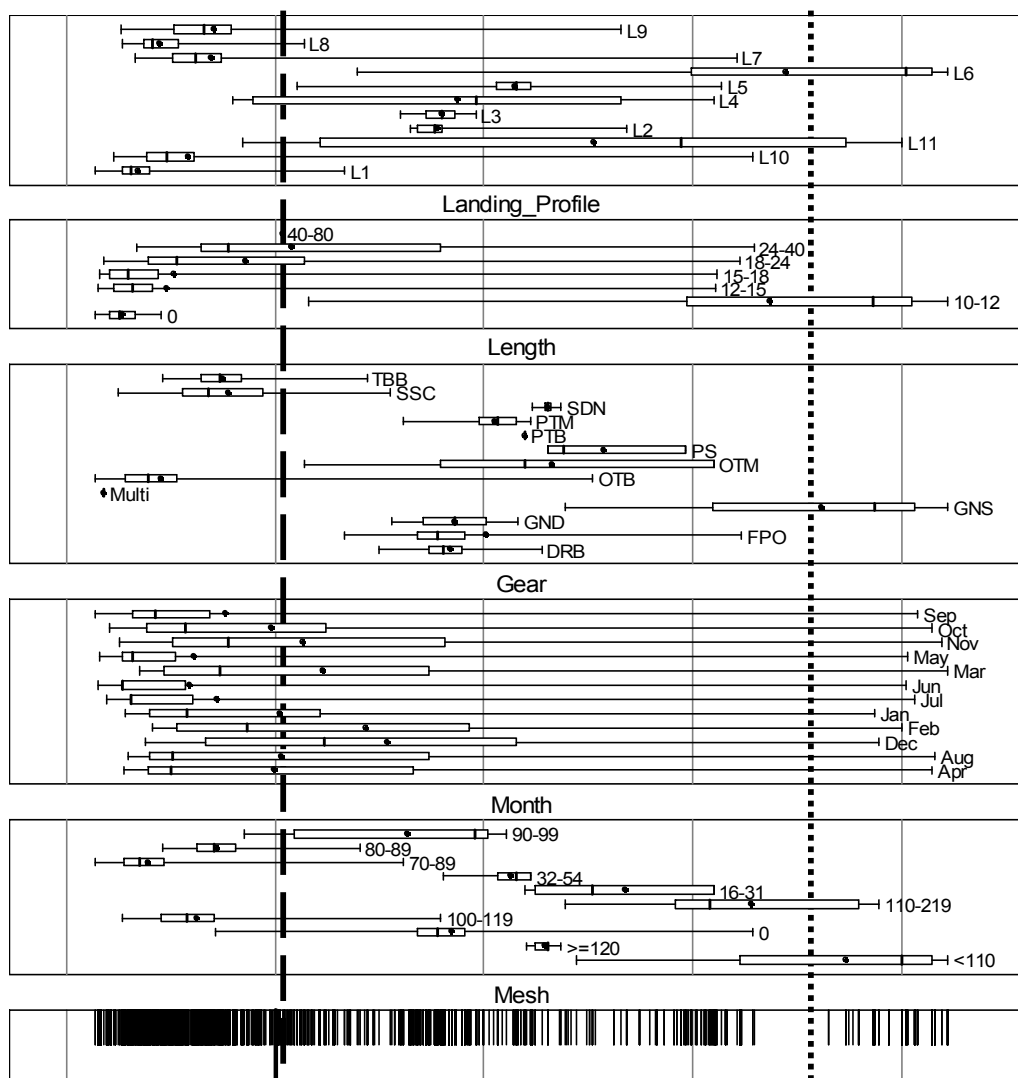 L9
L8
L7
L6
L5
L4
L3
L2
L11
L10
L1
Landing_Profile
40-80
24-40
18-24
15-18
12-15
10-12
0
Length
TBB
SSC
SDN
PTM
PTB
PS
OTM
OTB
Multi
GNS
GND
FPO
DRB
Gear
Sep
Oct
Nov
May
Mar
Jun
Jul
Jan
Feb
Dec
Aug
Apr
Month
90-99
80-89
70-89
32-54
16-31
110-219
100-119
0
>=120
<110
Mesh